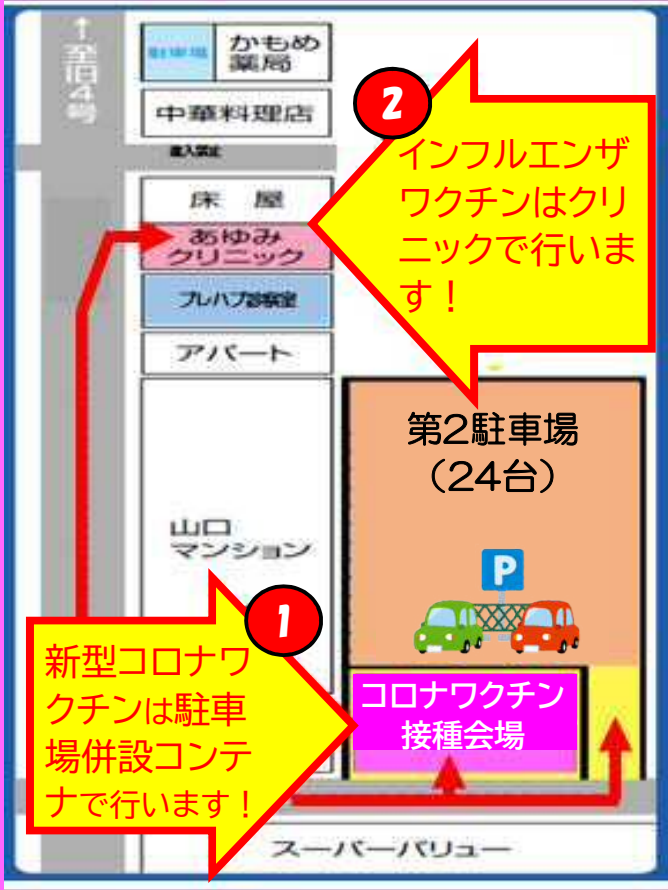 ↑
至旧4号
駐車場
かもめ
薬局
中華料理店
進入禁止
2
インフルエンザ
ワクチンはクリ
ニックで行いま
す！
床 屋
あゆみ
クリニック
プレハブ診察室
アパート
第2駐車場
（24台）
山口
マンション
P
1
新型コロナワ
クチンは駐車
場併設コンテ
ナで行います！
コロナワクチン
接種会場
スーパーバリュー